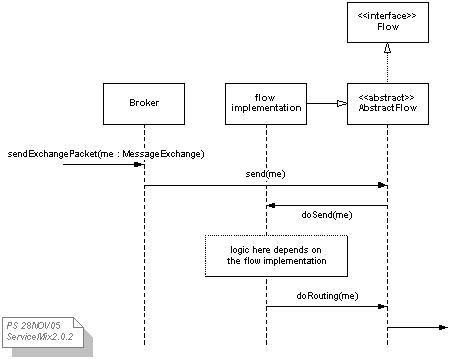 <<interface>>
Flow
Broker
flow
implementation
<<abstract>>
AbstractFlow
sendExchangePacket(me : MessageExchange)
send(me)
doSend(me)
logic here depends on
the flow implementation
doRouting(me)
PS 28NOV05
ServiceMix2.0.2